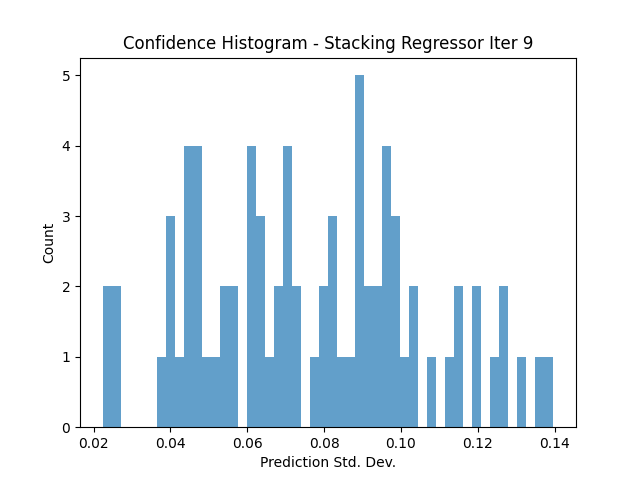 Confidence Histogram - Stacking Regressor Iter 9
5
4
3
2
1
0
Count
0.02 0.04 0.06 0.08 0.10 0.12 0.14
Prediction Std. Dev.